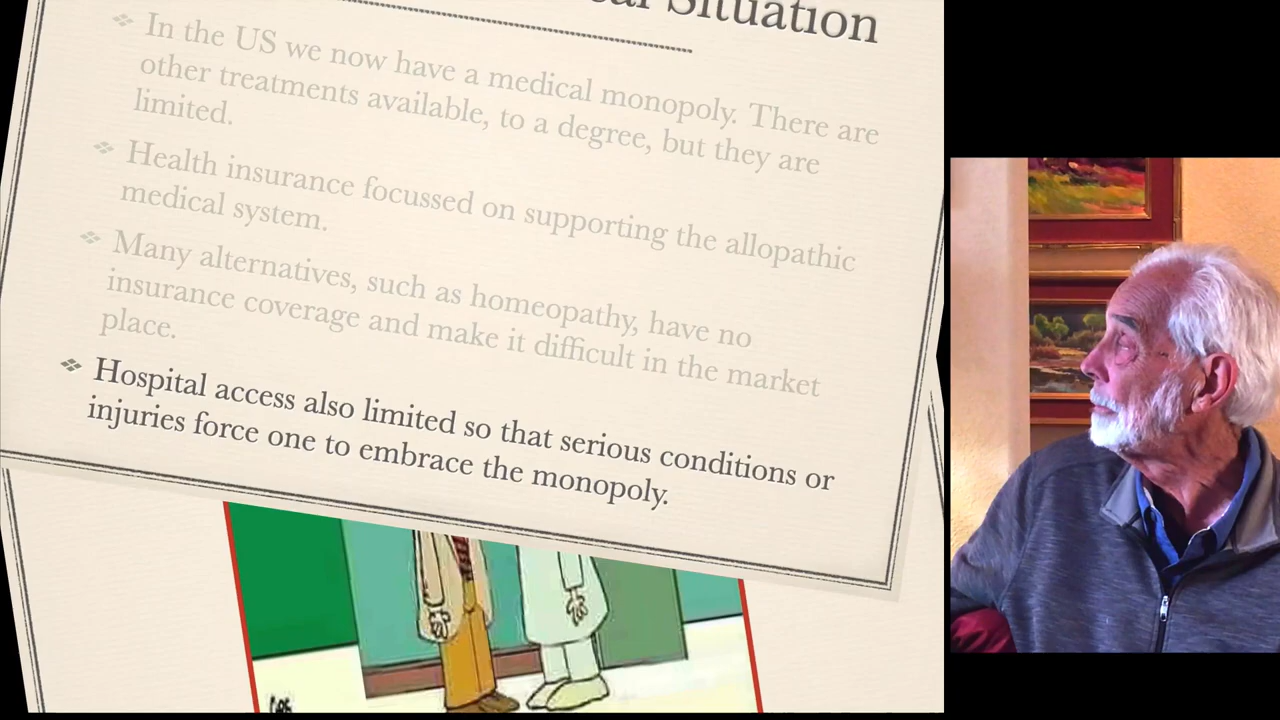 Situation
In the US we now have a medical monopoly. There are
other treatments available, to a degree, but they are
limited.
Health insurance focussed on supporting the allopathic
medical system.
Many alternatives, such as homeopathy, have no
insurance coverage and make it difficult in the market
place.
Hospital access also limited so that serious conditions or
injuries force one to embrace the monopoly.